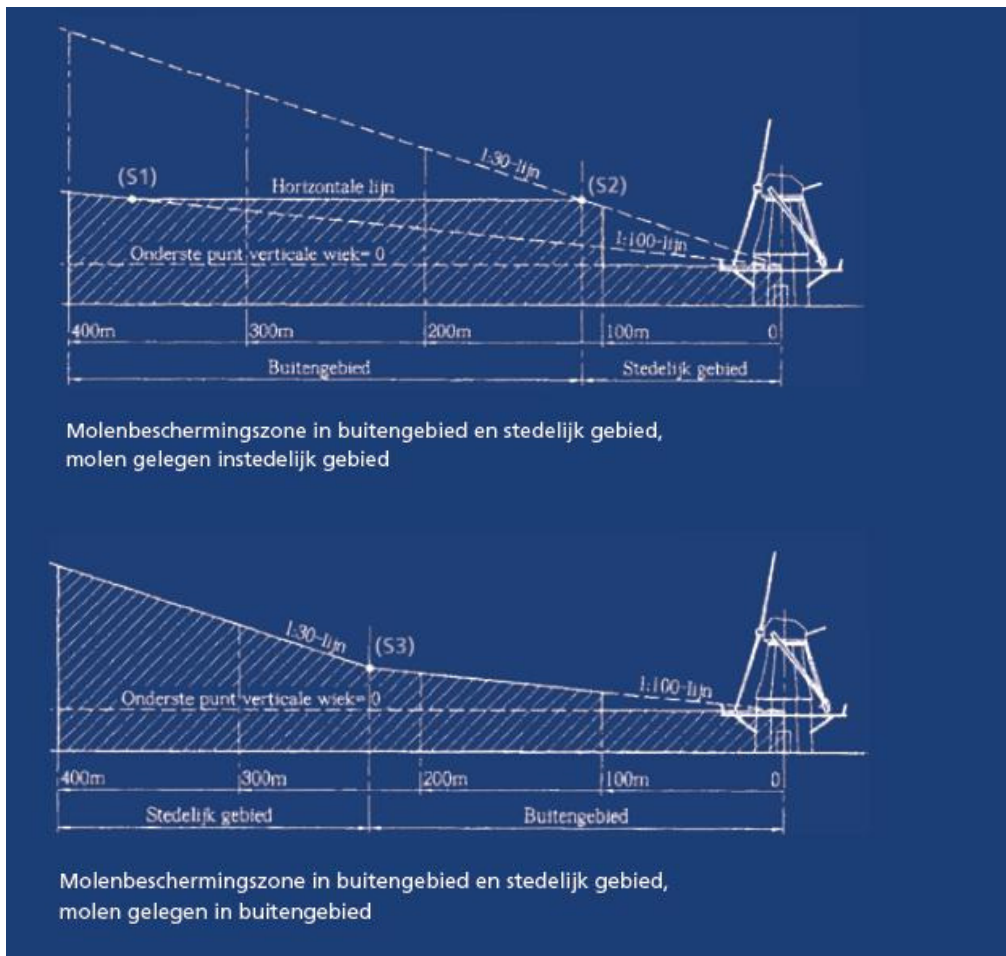 1:30-lijn
(S1)
Horizontale lijn
(S2)
1:100-lijn
Onderste punt verticale wiek= 0
400m 300m 200m 100m 0
Buitengebied Stedelijk gebied
Molenbeschermingszone in buitengebied en stedelijk gebied,
molen gelegen instedelijk gebied
1:30-lijn
(S3)
1:100-lijn
Onderste punt verticale wiek= 0
400m 300m 200m 100m 0
Stedelijk gebied Buitengebied
Molenbeschermingszone in buitengebied en stedelijk gebied,
molen gelegen in buitengebied